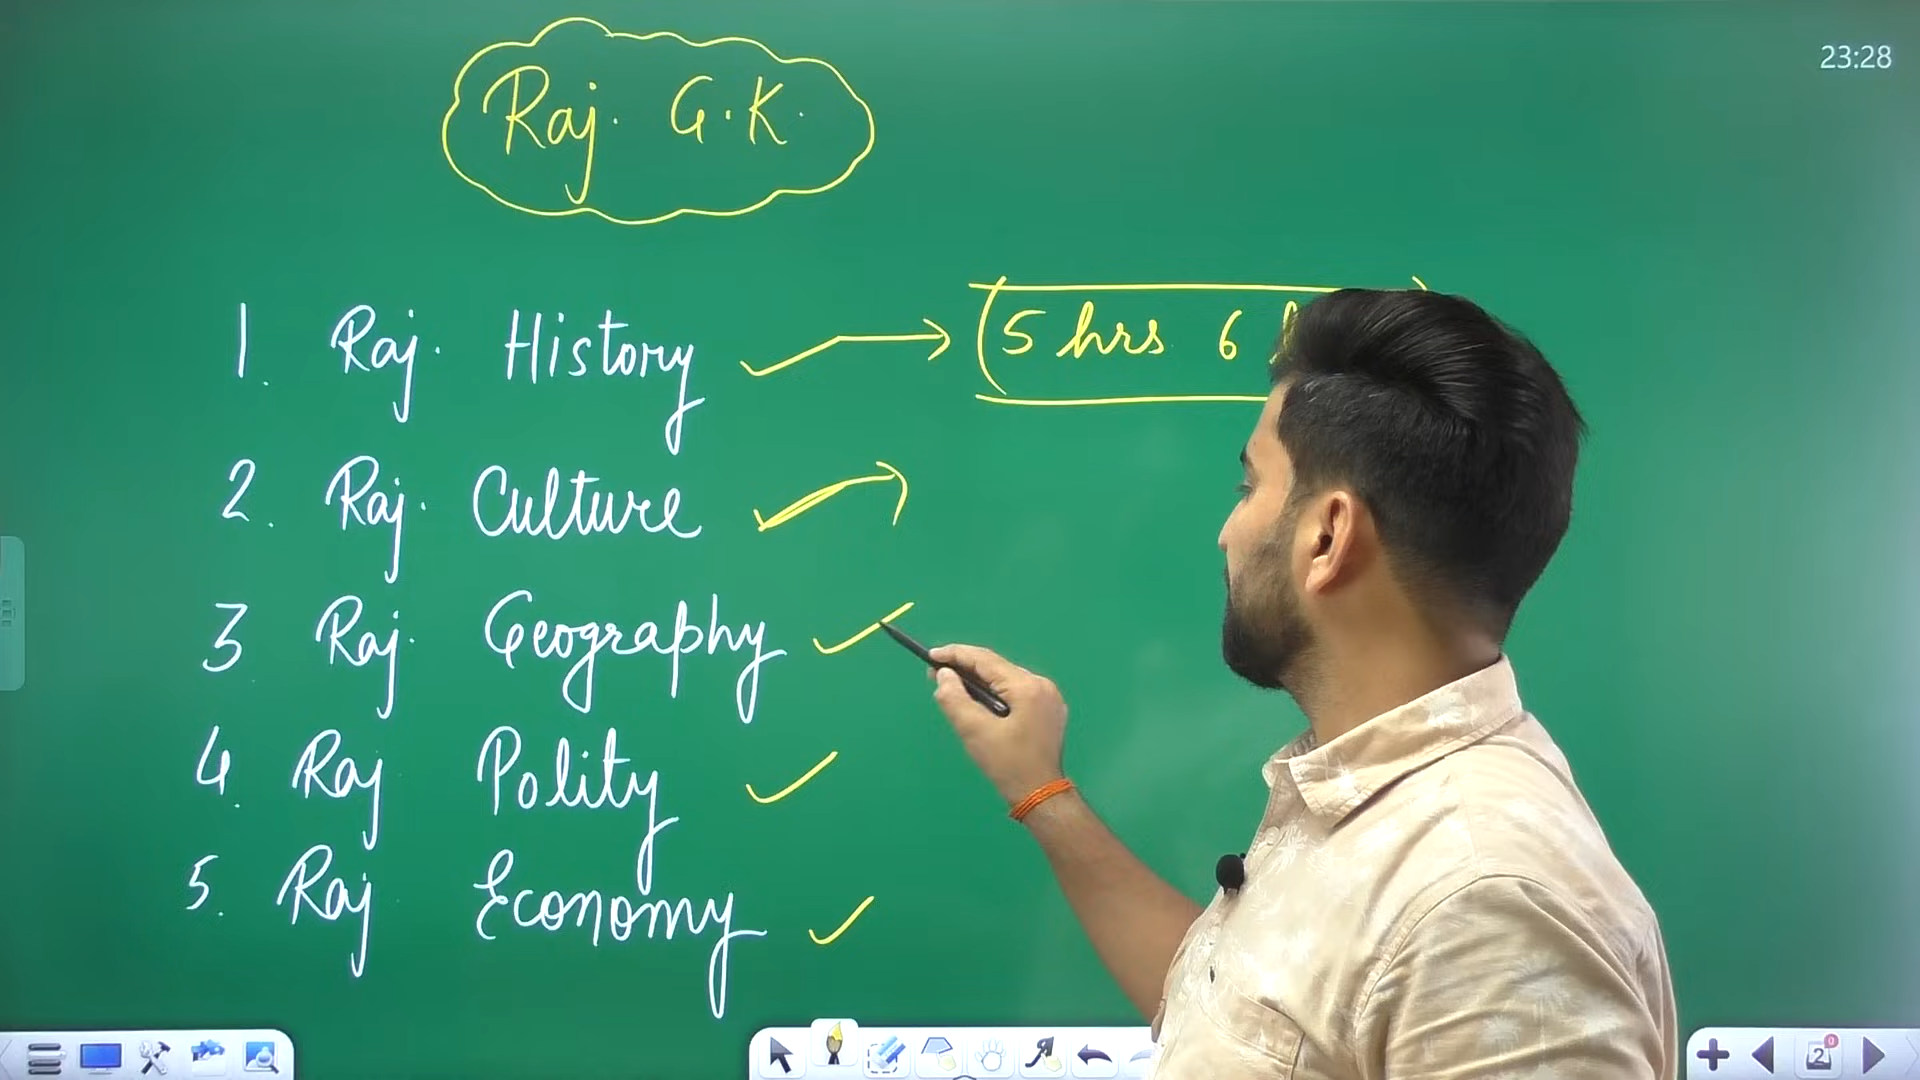 23:28
Raj. G.K.
1. Raj. History 5 hrs 6
2. Raj. Culture
3 Raj. Geography
4. Raj Polity
5. Raj Economy
2